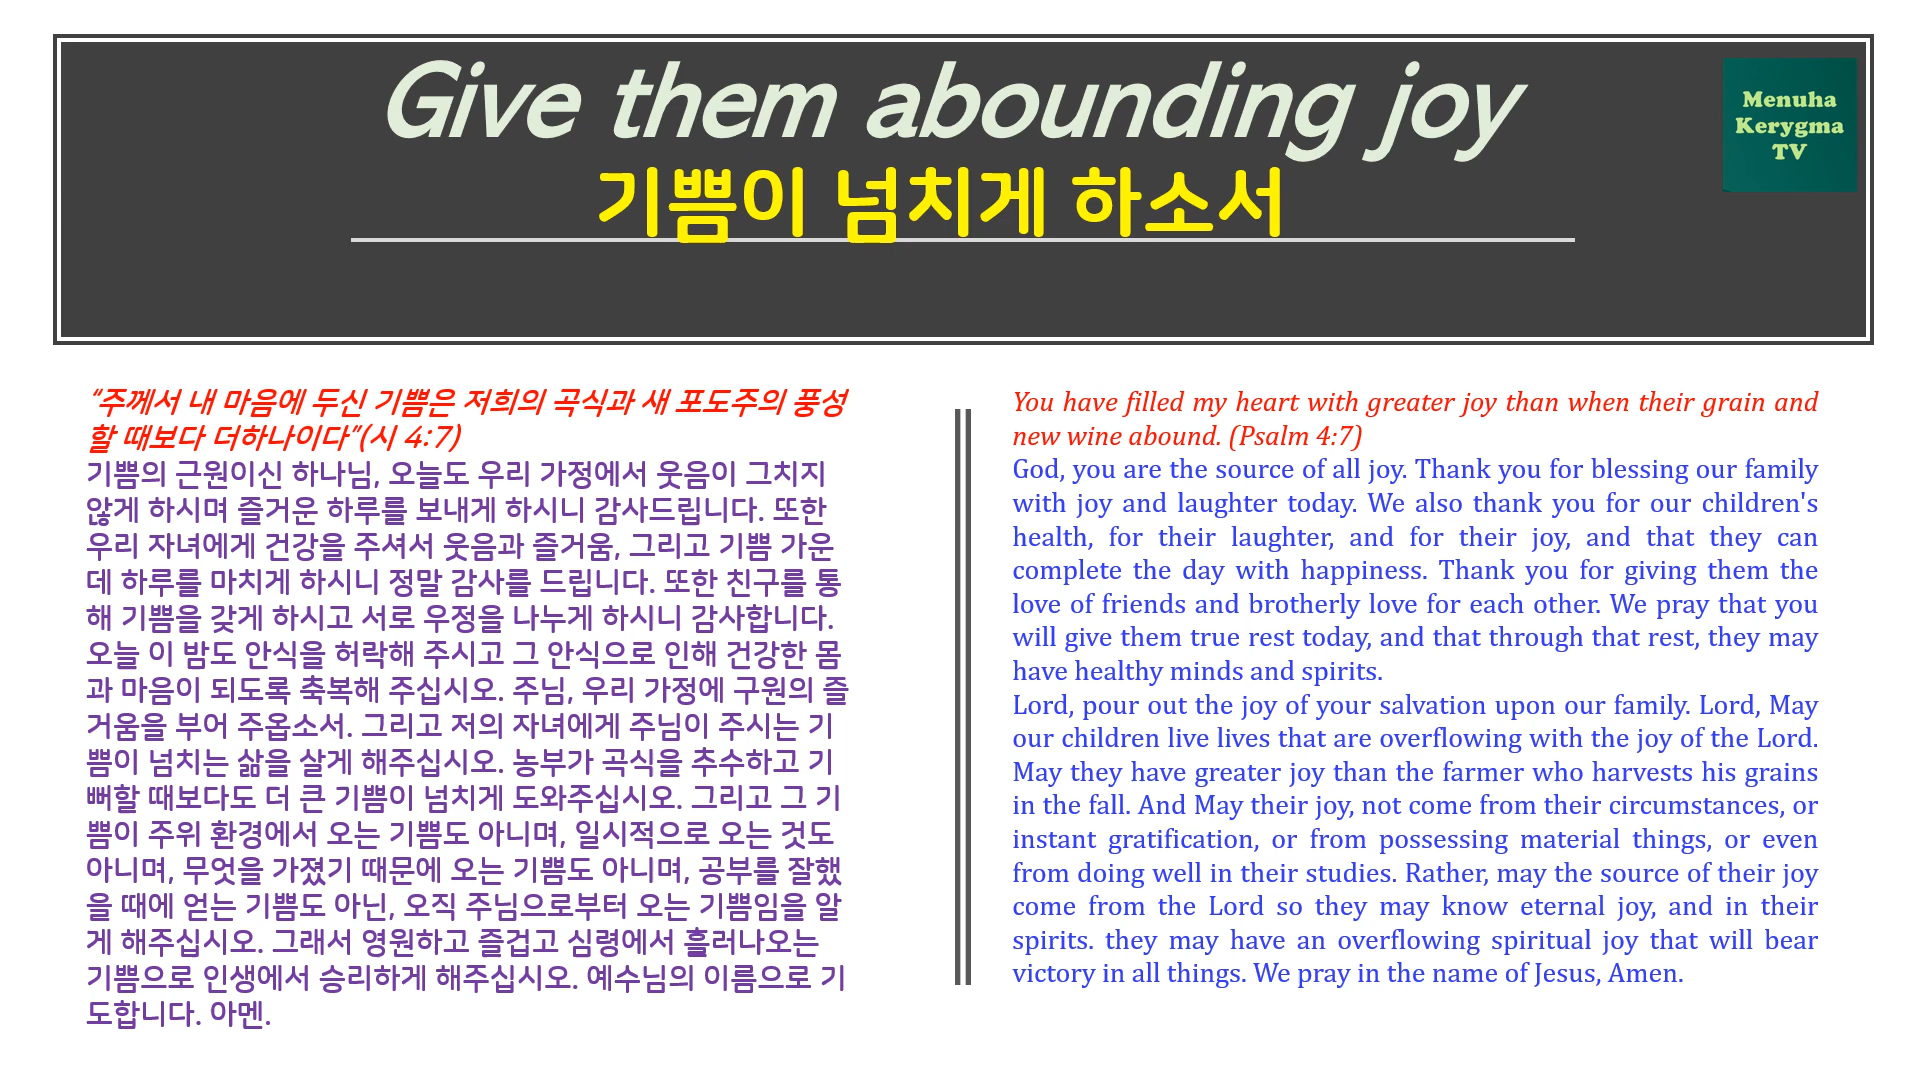 Give them abounding joy
기쁨이 넘치게 하소서
Menuha
Kerygma
TV
“주께서 내 마음에 두신 기쁨은 저희의 곡식과 새 포도주의 풍성
할 때보다 더하나이다”(시 4:7)
기쁨의 근원이신 하나님, 오늘도 우리 가정에서 웃음이 그치지
않게 하시며 즐거운 하루를 보내게 하시니 감사드립니다. 또한
우리 자녀에게 건강을 주셔서 웃음과 즐거움, 그리고 기쁨 가운
데 하루를 마치게 하시니 정말 감사를 드립니다. 또한 친구를 통
해 기쁨을 갖게 하시고 서로 우정을 나누게 하시니 감사합니다.
오늘 이 밤도 안식을 허락해 주시고 그 안식으로 인해 건강한 몸
과 마음이 되도록 축복해 주십시오. 주님, 우리 가정에 구원의 즐
거움을 부어 주옵소서. 그리고 저의 자녀에게 주님이 주시는 기
쁨이 넘치는 삶을 살게 해주십시오. 농부가 곡식을 추수하고 기
뻐할 때보다도 더 큰 기쁨이 넘치게 도와주십시오. 그리고 그 기
쁨이 주위 환경에서 오는 기쁨도 아니며, 일시적으로 오는 것도
아니며, 무엇을 가졌기 때문에 오는 기쁨도 아니며, 공부를 잘했
을 때에 얻는 기쁨도 아닌, 오직 주님으로부터 오는 기쁨임을 알
게 해주십시오. 그래서 영원하고 즐겁고 심령에서 흘러나오는
기쁨으로 인생에서 승리하게 해주십시오. 예수님의 이름으로 기
도합니다. 아멘.
You have filled my heart with greater joy than when their grain and
new wine abound. (Psalm 4:7)
God, you are the source of all joy. Thank you for blessing our family
with joy and laughter today. We also thank you for our children's
health, for their laughter, and for their joy, and that they can
complete the day with happiness. Thank you for giving them the
love of friends and brotherly love for each other. We pray that you
will give them true rest today, and that through that rest, they may
have healthy minds and spirits.
Lord, pour out the joy of your salvation upon our family. Lord, May
our children live lives that are overflowing with the joy of the Lord.
May they have greater joy than the farmer who harvests his grains
in the fall. And May their joy, not come from their circumstances, or
instant gratification, or from possessing material things, or even
from doing well in their studies. Rather, may the source of their joy
come from the Lord so they may know eternal joy, and in their
spirits. they may have an overflowing spiritual joy that will bear
victory in all things. We pray in the name of Jesus, Amen.